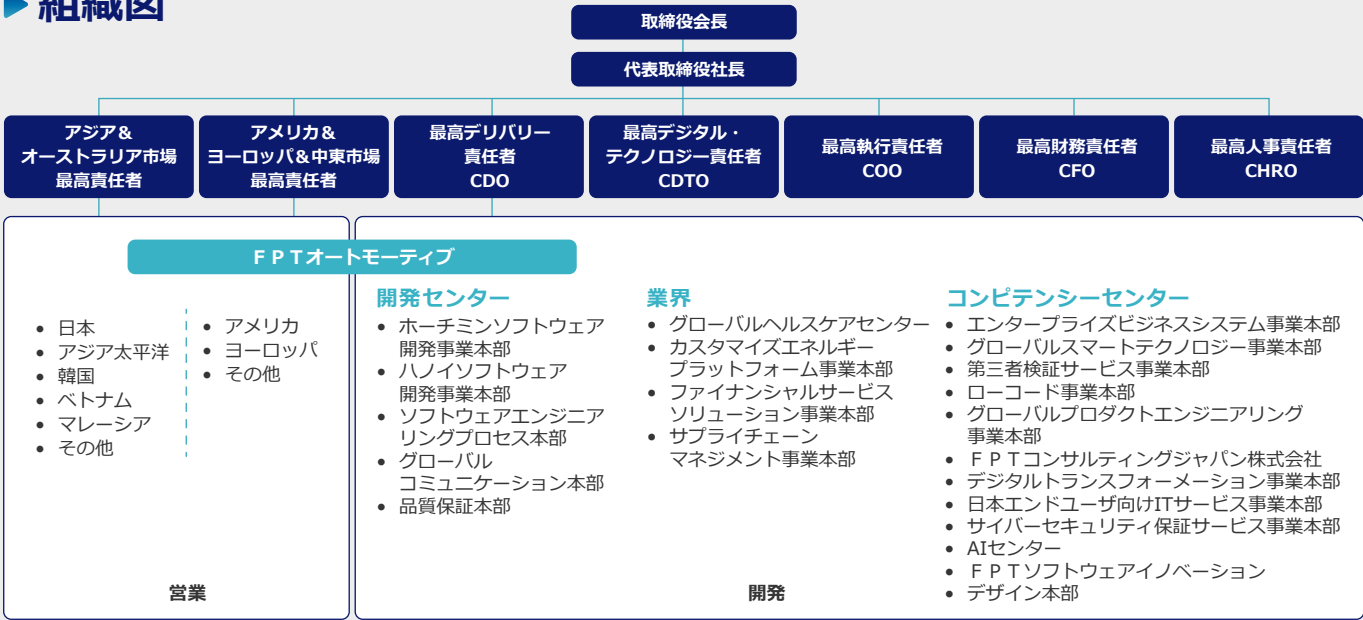 組織図
取締役会長
代表取締役社長
アジア&
オーストラリア市場
最高責任者
アメリカ&
ヨーロッパ&中東市場
最高責任者
最高デリバリー
責任者
CDO
最高デジタル・
テクノロジー責任者
CDTO
最高執行責任者
COO
最高財務責任者
CFO
最高人事責任者
CHRO
ＦＰＴオートモーティブ
• 日本
• アジア太平洋
• 韓国
• ベトナム
• マレーシア
• その他
• アメリカ
• ヨーロッパ
• その他
営業
開発センター
• ホーチミンソフトウェア
開発事業本部
• ハノイソフトウェア
開発事業本部
• ソフトウェアエンジニア
リングプロセス本部
• グローバル
コミュニケーション本部
• 品質保証本部
業界
• グローバルヘルスケアセンター
• カスタマイズエネルギー
プラットフォーム事業本部
• ファイナンシャルサービス
ソリューション事業本部
• サプライチェーン
マネジメント事業本部
コンピテンシーセンター
• エンタープライズビジネスシステム事業本部
• グローバルスマートテクノロジー事業本部
• 第三者検証サービス事業本部
• ローコード事業本部
• グローバルプロダクトエンジニアリング
事業本部
• ＦＰＴコンサルティングジャパン株式会社
• デジタルトランスフォーメーション事業本部
• 日本エンドユーザ向けITサービス事業本部
• サイバーセキュリティ保証サービス事業本部
• AIセンター
• ＦＰＴソフトウェアイノベーション
• デザイン本部
開発